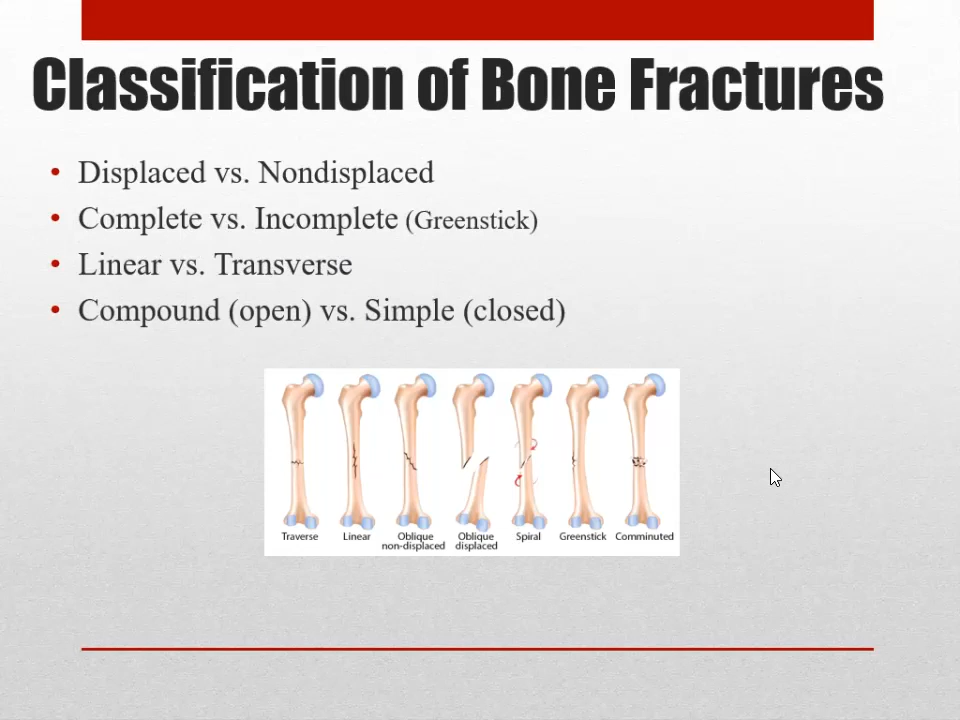 Classification of Bone Fractures
• Displaced vs. Nondisplaced
• Complete vs. Incomplete (Greenstick)
• Linear vs. Transverse
• Compound (open) vs. Simple (closed)
Traverse
Linear
Oblique
non-displaced
Oblique
displaced
Spiral
Greenstick
Comminuted